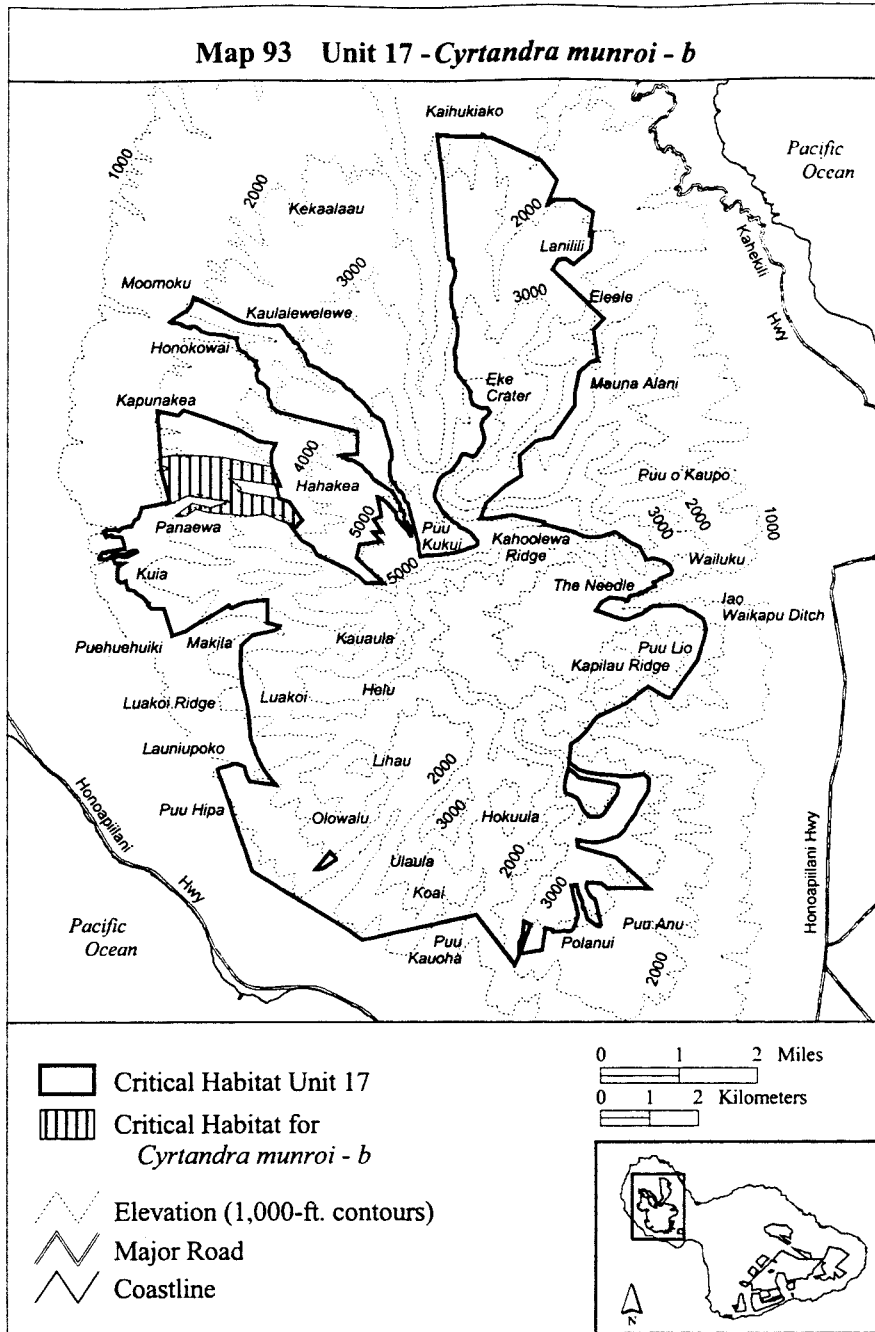 Map 93 Unit 17 - Cyrtandra munroi - b
Kaihukiako
Pacific
Ocean
1000
2000
Kekaalaau
2000
Lanilili
Kahekili
Hwy
3000
3000
Moomoku
Kaulalewelewe
Eleele
Honokowai
Eke
Crater
Mauna Alani
Kapunakea
4000
Hahakea
Puu o Kaupo
3000
2000
1000
Panaewa
5000
Puu
Kukui
Kahoolewa
Ridge
Wailuku
Kuia
5000
The Needle
Iao
Waikapu Ditch
Puehuehuiki
Makila
Kauaula
Puu Lio
Kapilau Ridge
Luakoi Ridge
Luakoi
Helu
Launiupoko
Lihau
2000
Puu Hipa
Olowalu
3000
Hokuula
Honoapiilani
Hwy
Ulaula
2000
Koai
3000
Honoapiilani Hwy
Pacific
Ocean
Puu
Kauoha
Polanui
Puu Anu
2000
Critical Habitat Unit 17
Critical Habitat for
Cyrtandra munroi - b
Elevation (1,000-ft. contours)
Major Road
Coastline
0 1 2 Miles
0 1 2 Kilometers
N